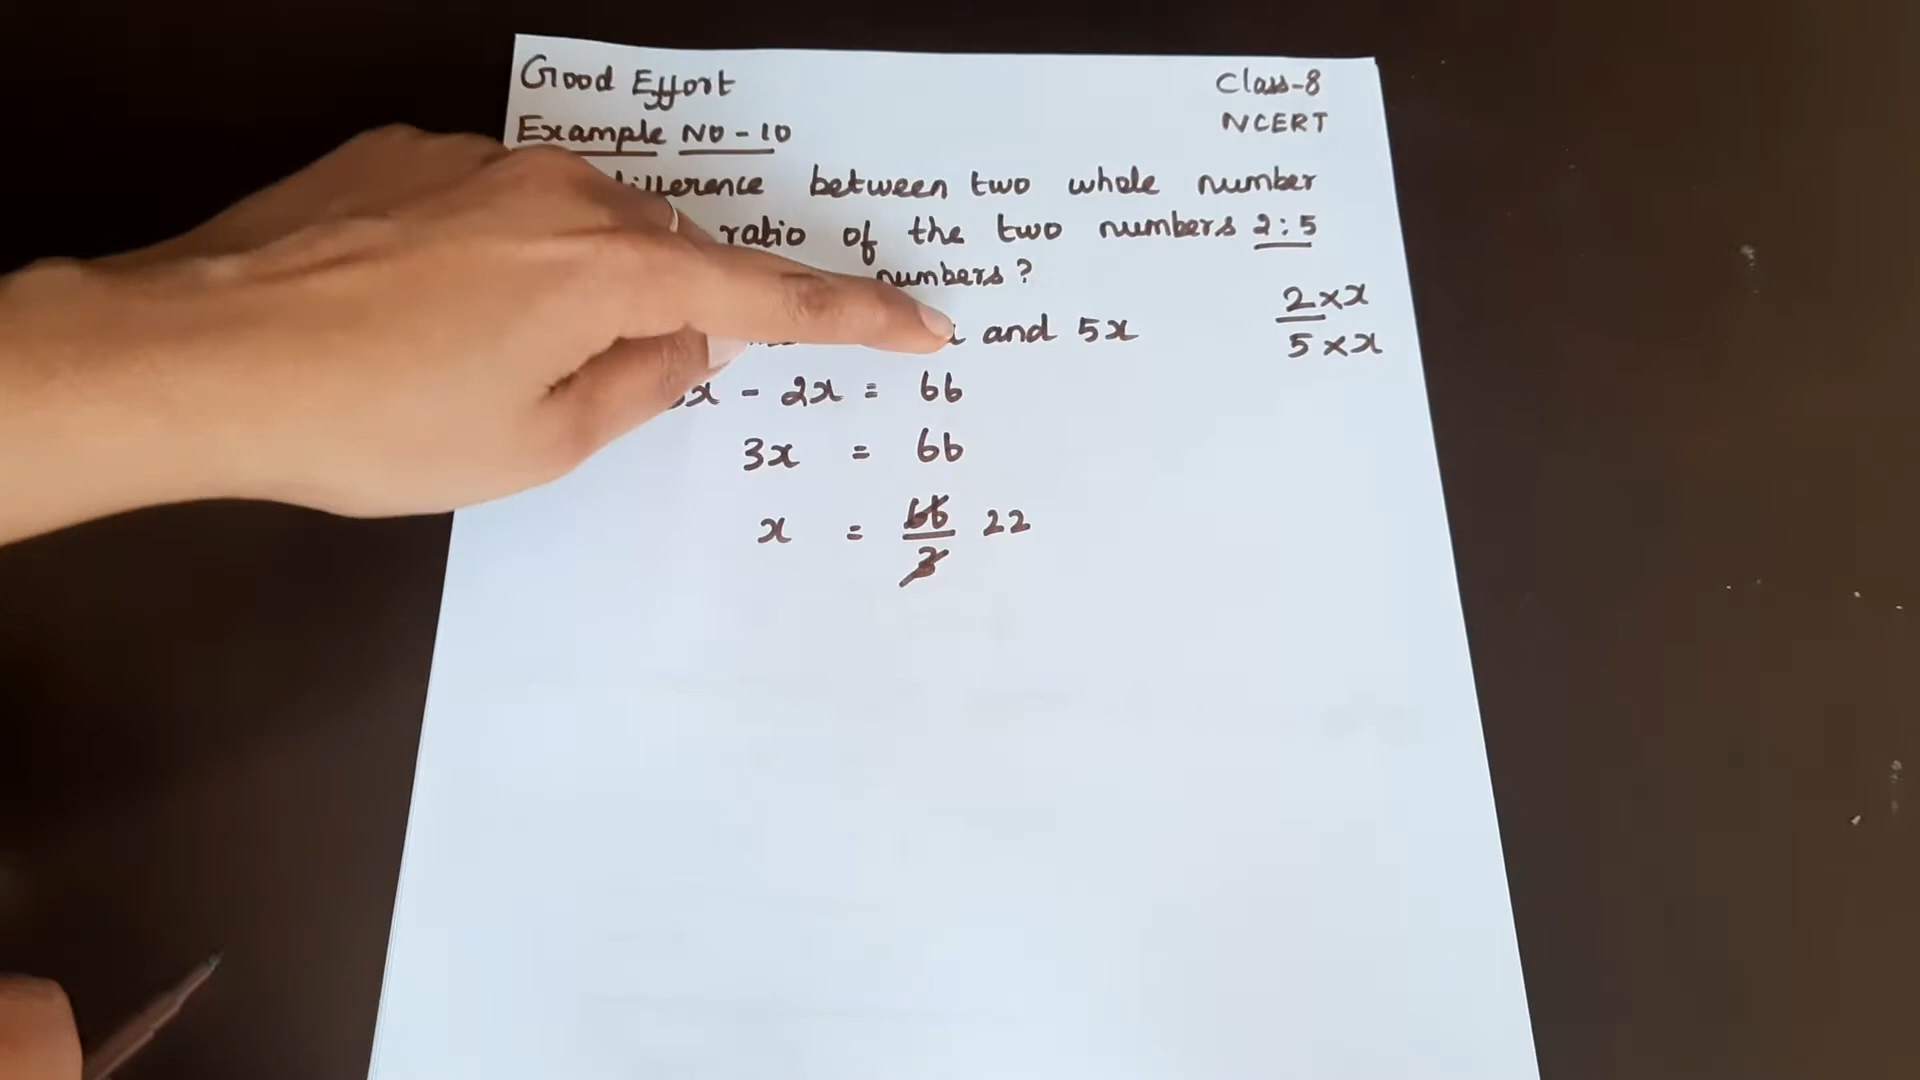 Good Effort
Class-8
Example NO-10
NCERT
difference between two whole number
ratio of the two numbers 2:5
numbers?
and 5x
2×x
5×x
x - 2x = 66
3x = 66
x = 66 22
3